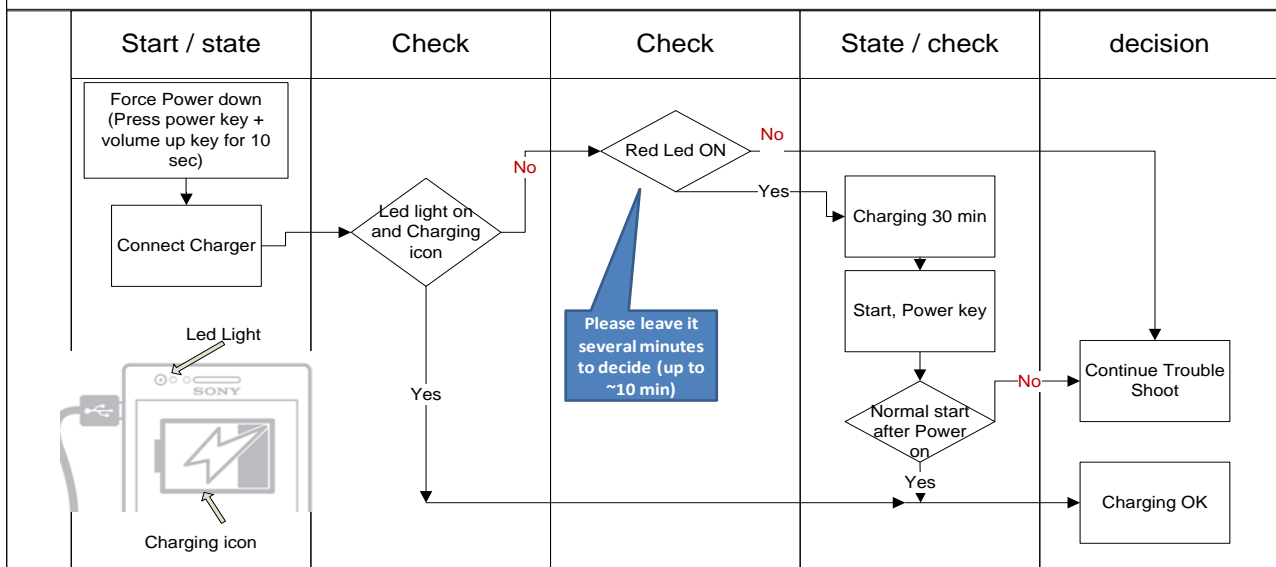 Start / state
Check
Check
State / check
decision
Force Power down
(Press power key +
volume up key for 10
sec)
Connect Charger
Led light on
and Charging
icon
No
Yes
Red Led ON
No
Yes
Please leave it
several minutes
to decide (up to
~10 min)
Charging 30 min
Start, Power key
Normal start
after Power
on
No
Yes
Continue Trouble
Shoot
Charging OK
Led Light
SONY
Charging icon